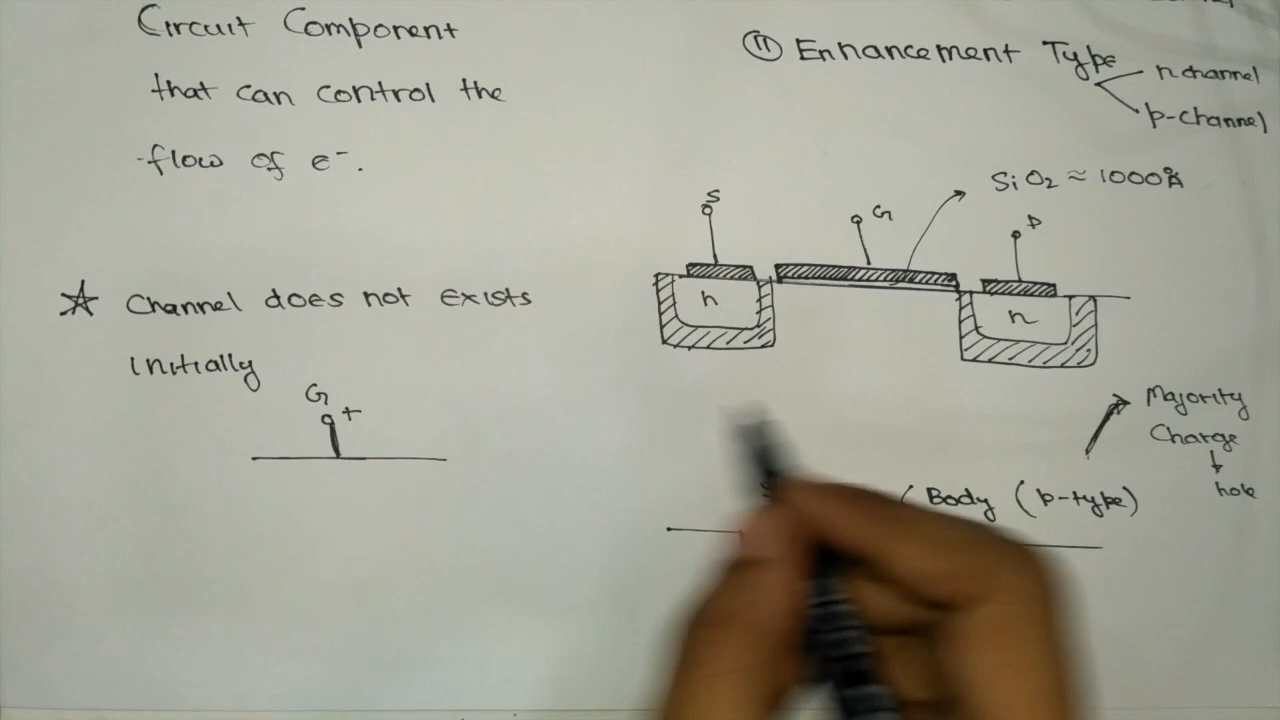 Circuit Component
that can control the
flow of e⁻.
☆ Channel does not exists
initially
G
+
Ⅱ Enhancement Type
n channel
p-channel
SiO₂ ≈ 1000Å
S
G
D
n
n
Majority
Charge
↓
hole
Body (p-type)